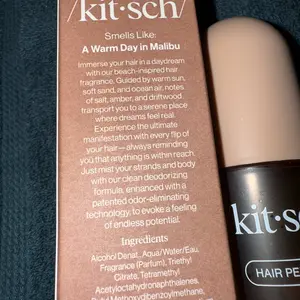 /kit·sch/
Smells Like:
A Warm Day in Malibu
Immerse your hair in a daydream
with our beach-inspired hair
fragrance. Guided by warm sun,
soft sand, and ocean air, notes
of salt, amber, and driftwood
transport you to a serene place
where dreams feel real.
Experience the ultimate
manifestation with every flip of
your hair—always reminding
you that anything is within reach.
Just mist your strands and body
with our clean deodorizing
formula, enhanced with a
patented odor-eliminating
technology, to evoke a feeling
of endless potential.
Ingredients
Alcohol Denat., Aqua/Water/Eau,
Fragrance (Parfum), Triethyl
Citrate, Tetramethyl
Acetyloctahydronaphthalenes,
Butyl Methoxydibenzoylmethane,
kit·sc
HAIR PE